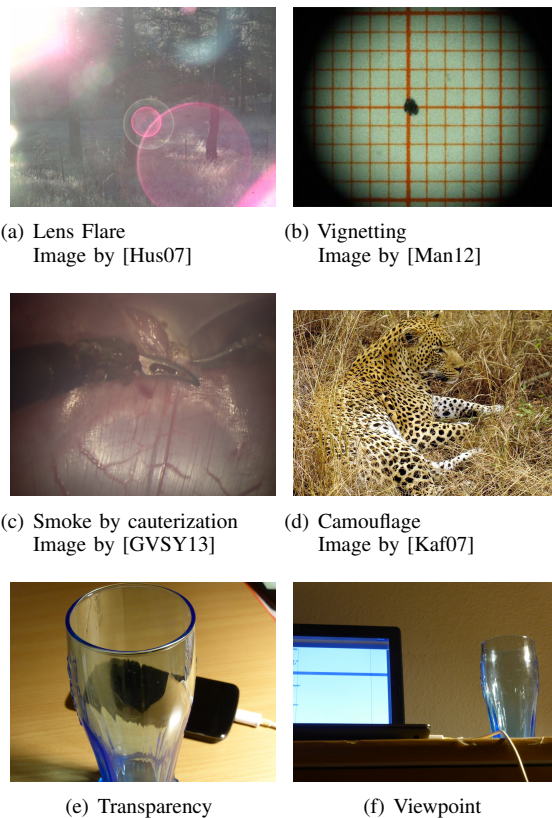 (a) Lens Flare
Image by [Hus07]
(b) Vignetting
Image by [Man12]
(c) Smoke by cauterization
Image by [GVSY13]
(d) Camouflage
Image by [Kaf07]
(e) Transparency
(f) Viewpoint